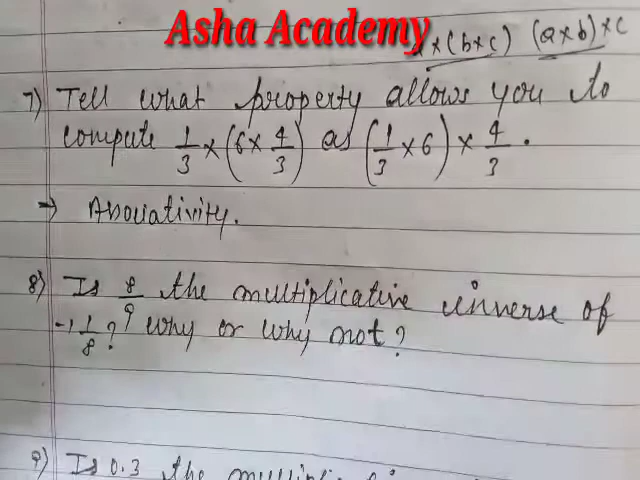 Asha Academy
×(b×c) (a×b)×c
7) Tell what property allows you to
compute 1/3 × (6 × 4/3) as (1/3 × 6) × 4/3.
→ Associativity.
8) Is 8/9 the multiplicative inverse of
-1 1/8? Why or why not?
9) Is 0.3 the